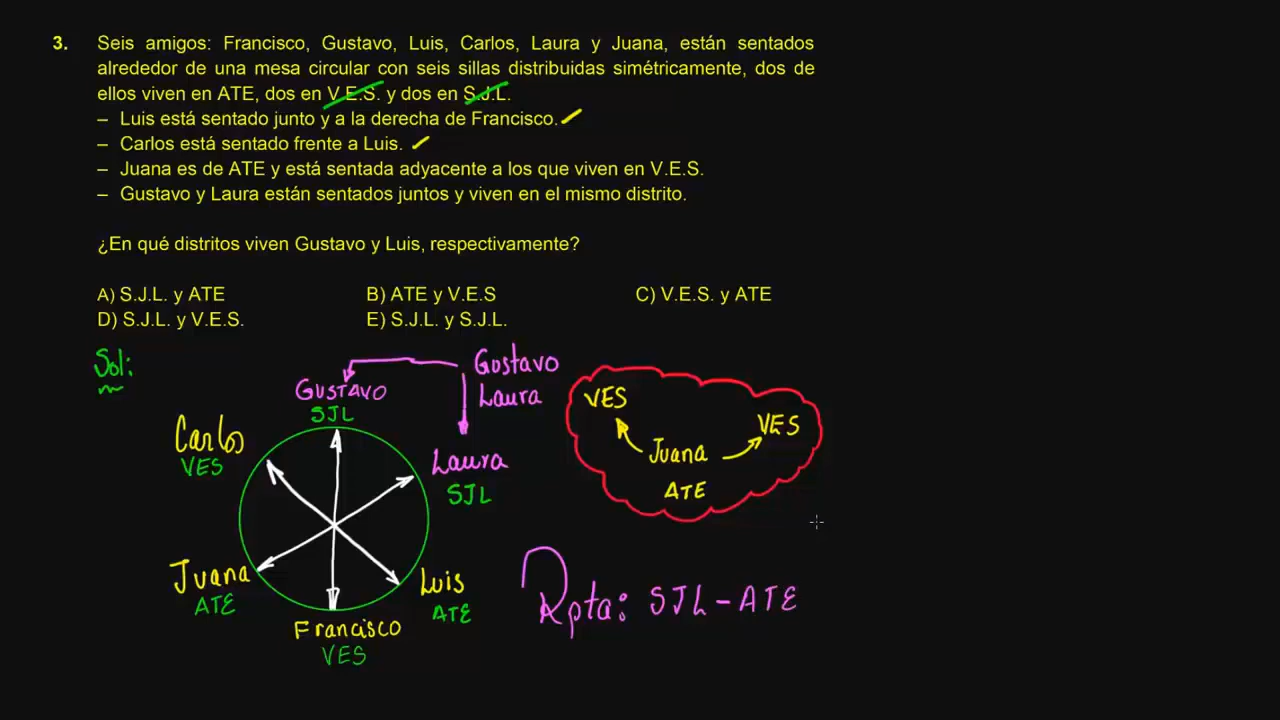 3. Seis amigos: Francisco, Gustavo, Luis, Carlos, Laura y Juana, están sentados
alrededor de una mesa circular con seis sillas distribuidas simétricamente, dos de
ellos viven en ATE, dos en V.E.S. y dos en S.J.L.
– Luis está sentado junto y a la derecha de Francisco.
– Carlos está sentado frente a Luis.
– Juana es de ATE y está sentada adyacente a los que viven en V.E.S.
– Gustavo y Laura están sentados juntos y viven en el mismo distrito.
¿En qué distritos viven Gustavo y Luis, respectivamente?
A) S.J.L. y ATE B) ATE y V.E.S C) V.E.S. y ATE
D) S.J.L. y V.E.S. E) S.J.L. y S.J.L.
Sol:
Gustavo
Laura
GUSTAVO
SJL
Carlos
VES
Laura
SJL
Juana
ATE
Luis
ATE
Francisco
VES
VES
VES
Juana
ATE
Rpta: SJL - ATE